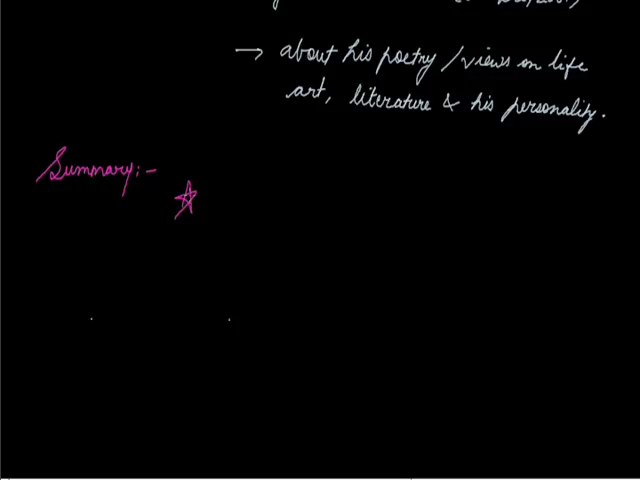 → about his poetry / views on life
art, literature & his personality.
Summary :-